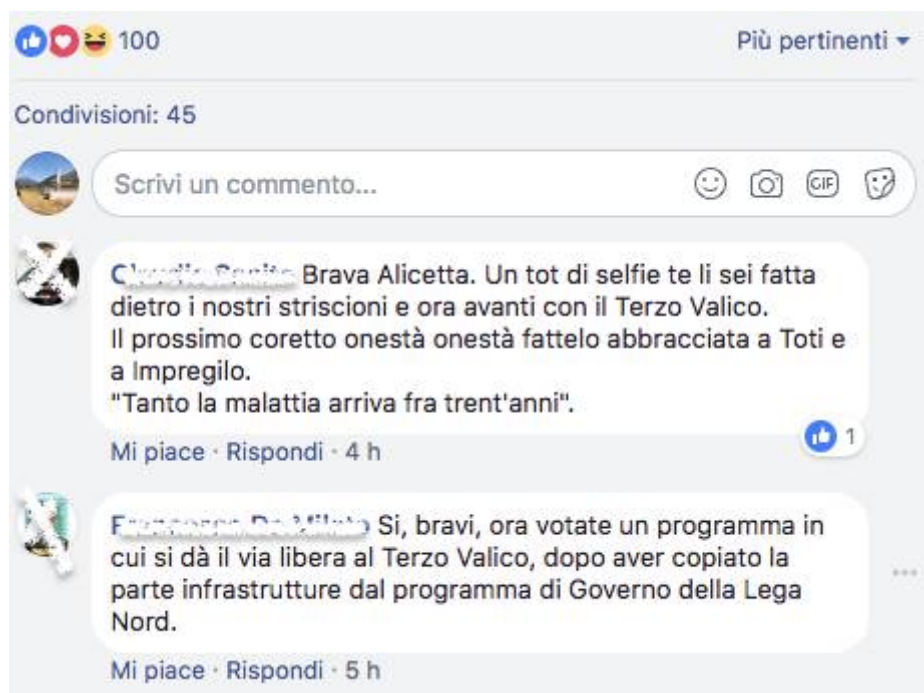 100
Più pertinenti
Condivisioni: 45
Scrivi un commento...
GIF
Brava Alicetta. Un tot di selfie te li sei fatta
dietro i nostri striscioni e ora avanti con il Terzo Valico.
Il prossimo coretto onestà onestà fattelo abbracciata a Toti e
a Impregilo.
"Tanto la malattia arriva fra trent'anni".
1
Mi piace · Rispondi · 4 h
Si, bravi, ora votate un programma in
cui si dà il via libera al Terzo Valico, dopo aver copiato la
parte infrastrutture dal programma di Governo della Lega
Nord.
Mi piace · Rispondi · 5 h